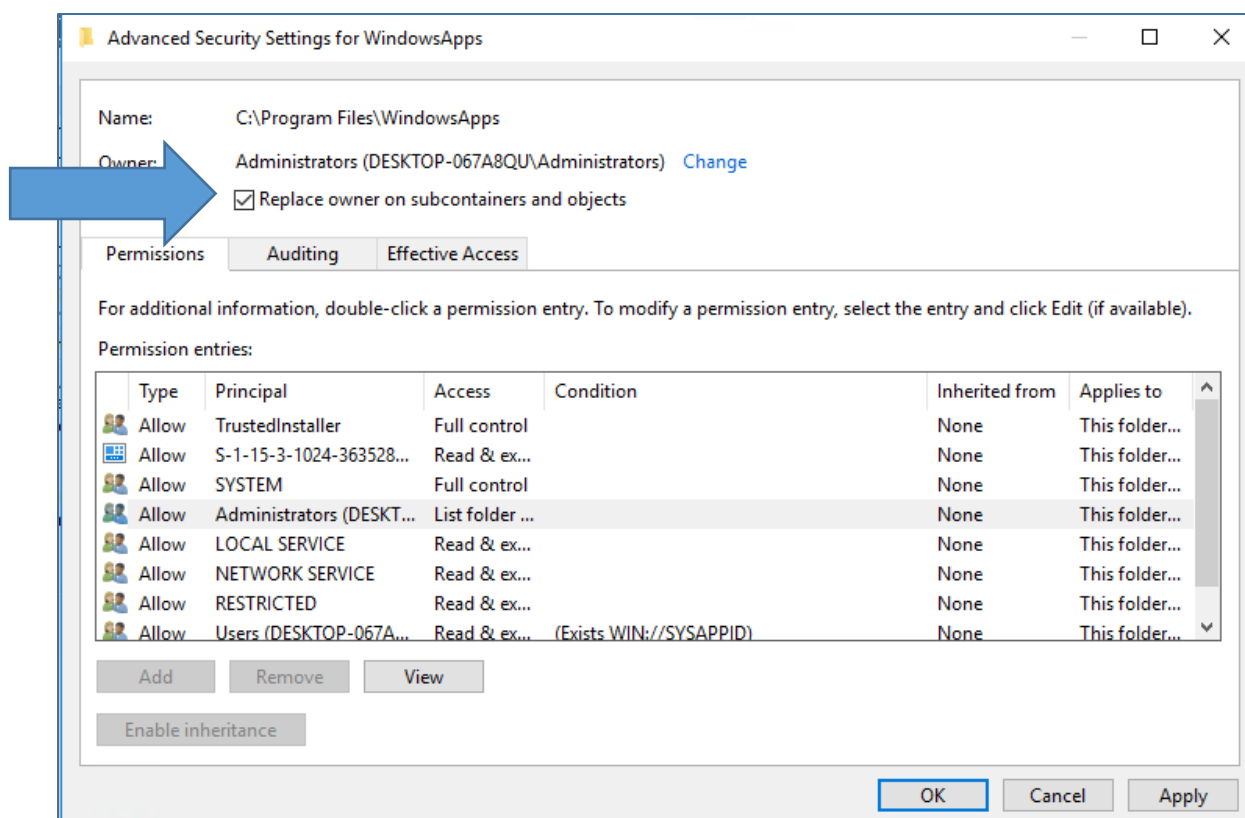 Advanced Security Settings for WindowsApps
Name: C:\Program Files\WindowsApps
Owner: Administrators (DESKTOP-067A8QU\Administrators) Change
Replace owner on subcontainers and objects
Permissions Auditing Effective Access
For additional information, double-click a permission entry. To modify a permission entry, select the entry and click Edit (if available).
Permission entries:
Type Principal Access Condition Inherited from Applies to
Allow TrustedInstaller Full control None This folder...
Allow S-1-15-3-1024-363528... Read & ex... None This folder...
Allow SYSTEM Full control None This folder...
Allow Administrators (DESKT... List folder ... None This folder...
Allow LOCAL SERVICE Read & ex... None This folder...
Allow NETWORK SERVICE Read & ex... None This folder...
Allow RESTRICTED Read & ex... None This folder...
Allow Users (DESKTOP-067A... Read & ex... (Exists WIN://SYSAPPID) None This folder...
Add Remove View
Enable inheritance
OK Cancel Apply